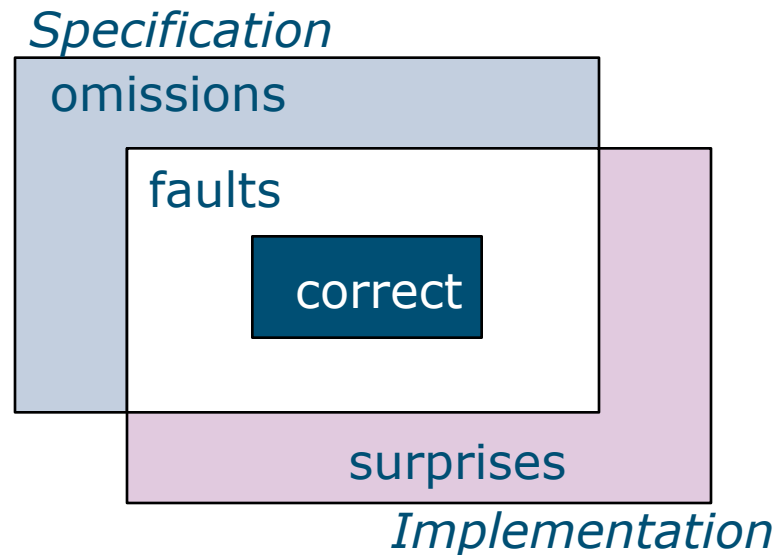 Specification
omissions
faults
correct
surprises
Implementation